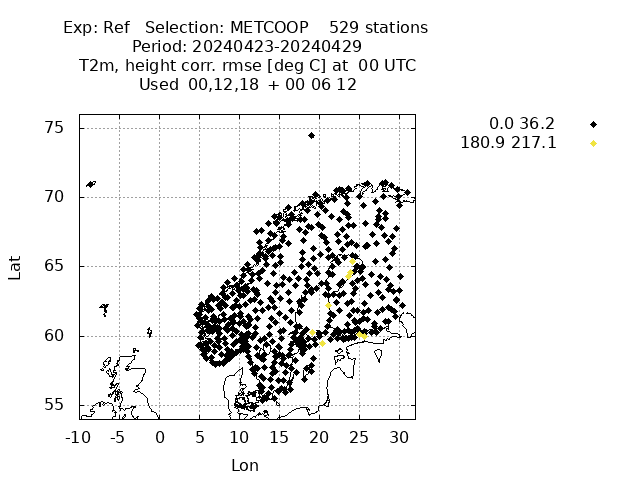 Exp: Ref   Selection: METCOOP    529 stations
Period: 20240423-20240429
T2m, height corr. rmse [deg C] at  00 UTC
Used  00,12,18  + 00 06 12
0.0 36.2
180.9 217.1
75
70
65
60
55
Lat
-10 -5 0 5 10 15 20 25 30
Lon